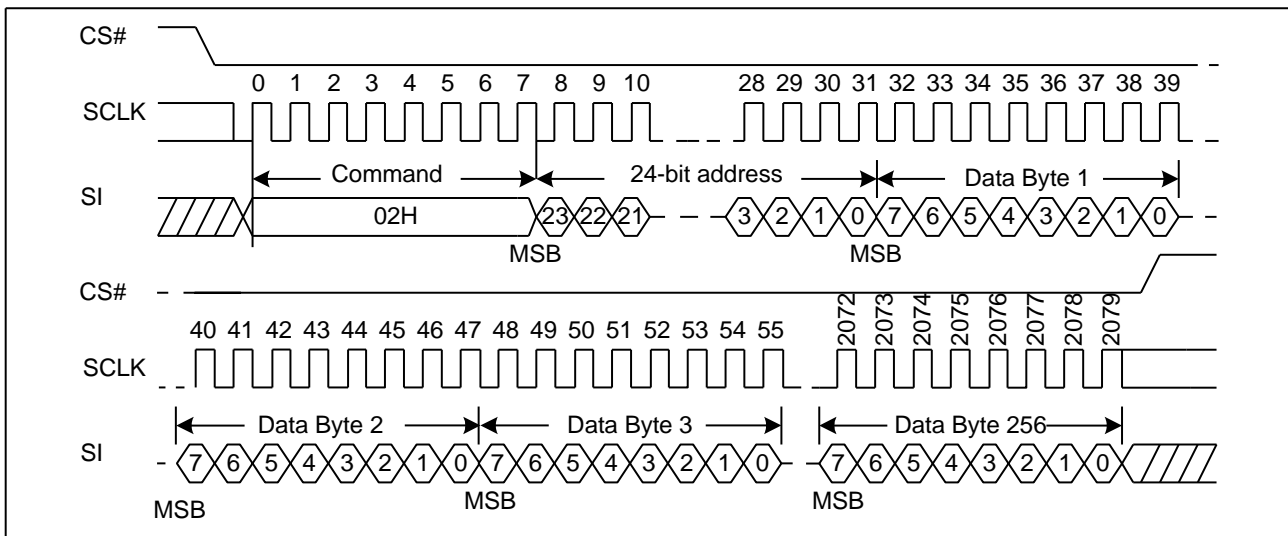 CS#
0 1 2 3 4 5 6 7 8 9 10 28 29 30 31 32 33 34 35 36 37 38 39
SCLK
Command 24-bit address Data Byte 1
SI
02H 23 22 21 3 2 1 0 7 6 5 4 3 2 1 0
MSB MSB
CS#
40 41 42 43 44 45 46 47 48 49 50 51 52 53 54 55 2072 2073 2074 2075 2076 2077 2078 2079
SCLK
Data Byte 2 Data Byte 3 Data Byte 256
SI
7 6 5 4 3 2 1 0 7 6 5 4 3 2 1 0 7 6 5 4 3 2 1 0
MSB MSB MSB